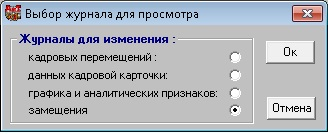 Выбор журнала для просмотра
Журналы для изменения :
кадровых перемещений :
данных кадровой карточки:
графика и аналитических признаков:
замещения
Ок
Отмена